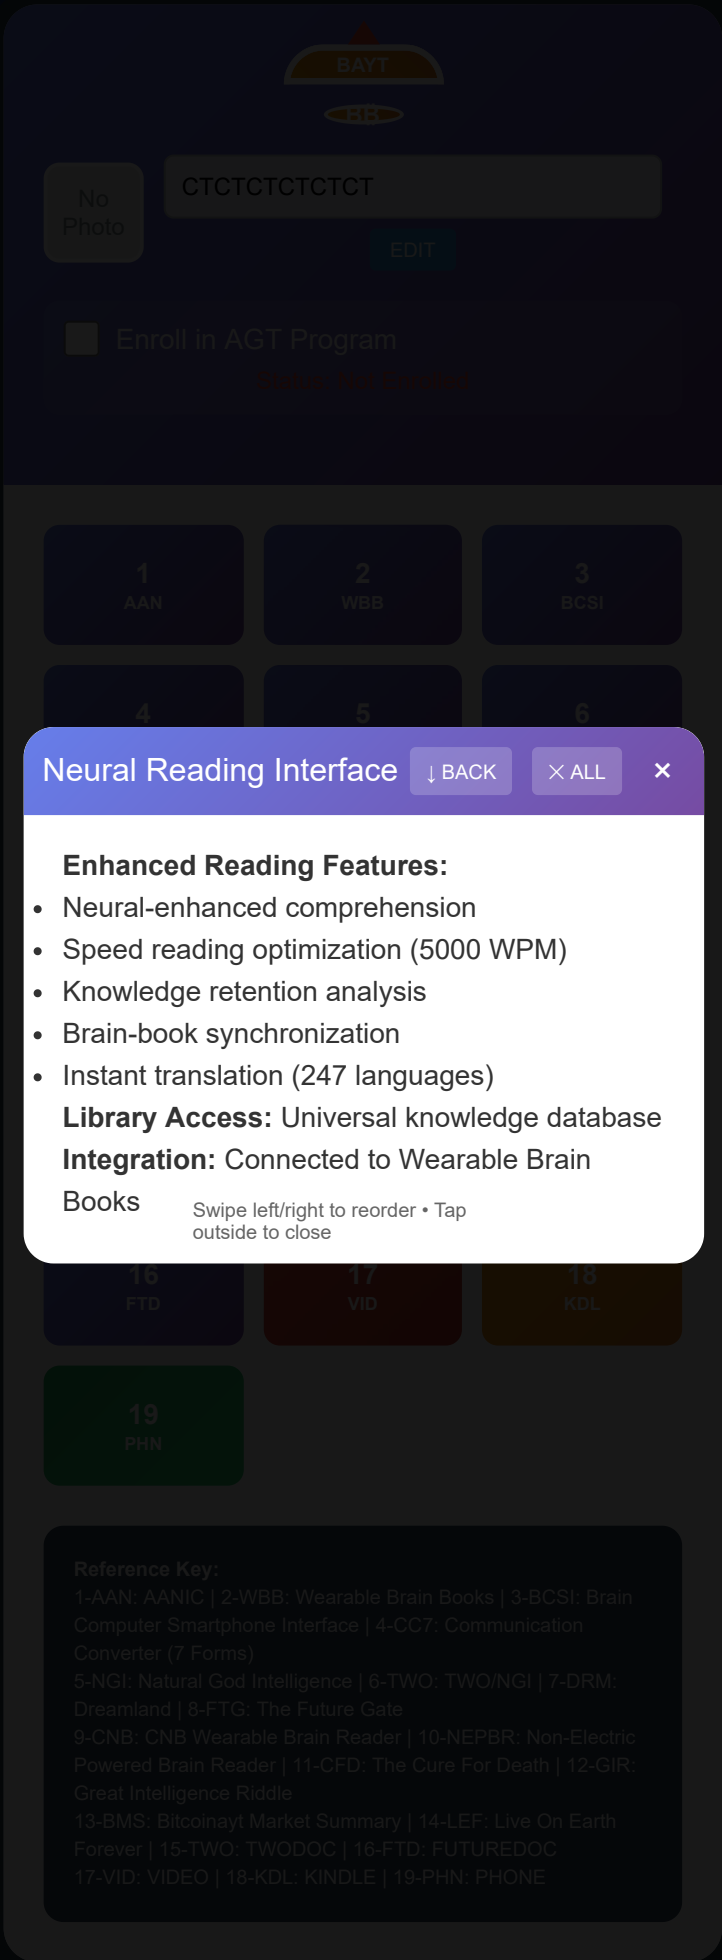 BAYT
BB
No
Photo
CTCTCTCTCTCT
EDIT
Enroll in AGT Program
1
AAN
2
WBB
3
BCSI
4
5
6
Neural Reading Interface
↓ BACK
✕ ALL
✕
Enhanced Reading Features:
• Neural-enhanced comprehension
• Speed reading optimization (5000 WPM)
• Knowledge retention analysis
• Brain-book synchronization
• Instant translation (247 languages)
Library Access: Universal knowledge database
Integration: Connected to Wearable Brain
Books
Swipe left/right to reorder • Tap
outside to close
16
FTD
17
VID
18
KDL
19
PHN
Reference Key:
1-AAN: AANIC | 2-WBB: Wearable Brain Books | 3-BCSI: Brain
Computer Smartphone Interface | 4-CC7: Communication
Converter (7 Forms)
5-NGI: Natural God Intelligence | 6-TWO: TWO/NGI | 7-DRM:
Dreamland | 8-FTG: The Future Gate
9-CNB: CNB Wearable Brain Reader | 10-NEPBR: Non-Electric
Powered Brain Reader | 11-CFD: The Cure For Death | 12-GIR:
Great Intelligence Riddle
13-BMS: Bitcoinayt Market Summary | 14-LEF: Live On Earth
Forever | 15-TWO: TWODOC | 16-FTD: FUTUREDOC
17-VID: VIDEO | 18-KDL: KINDLE | 19-PHN: PHONE